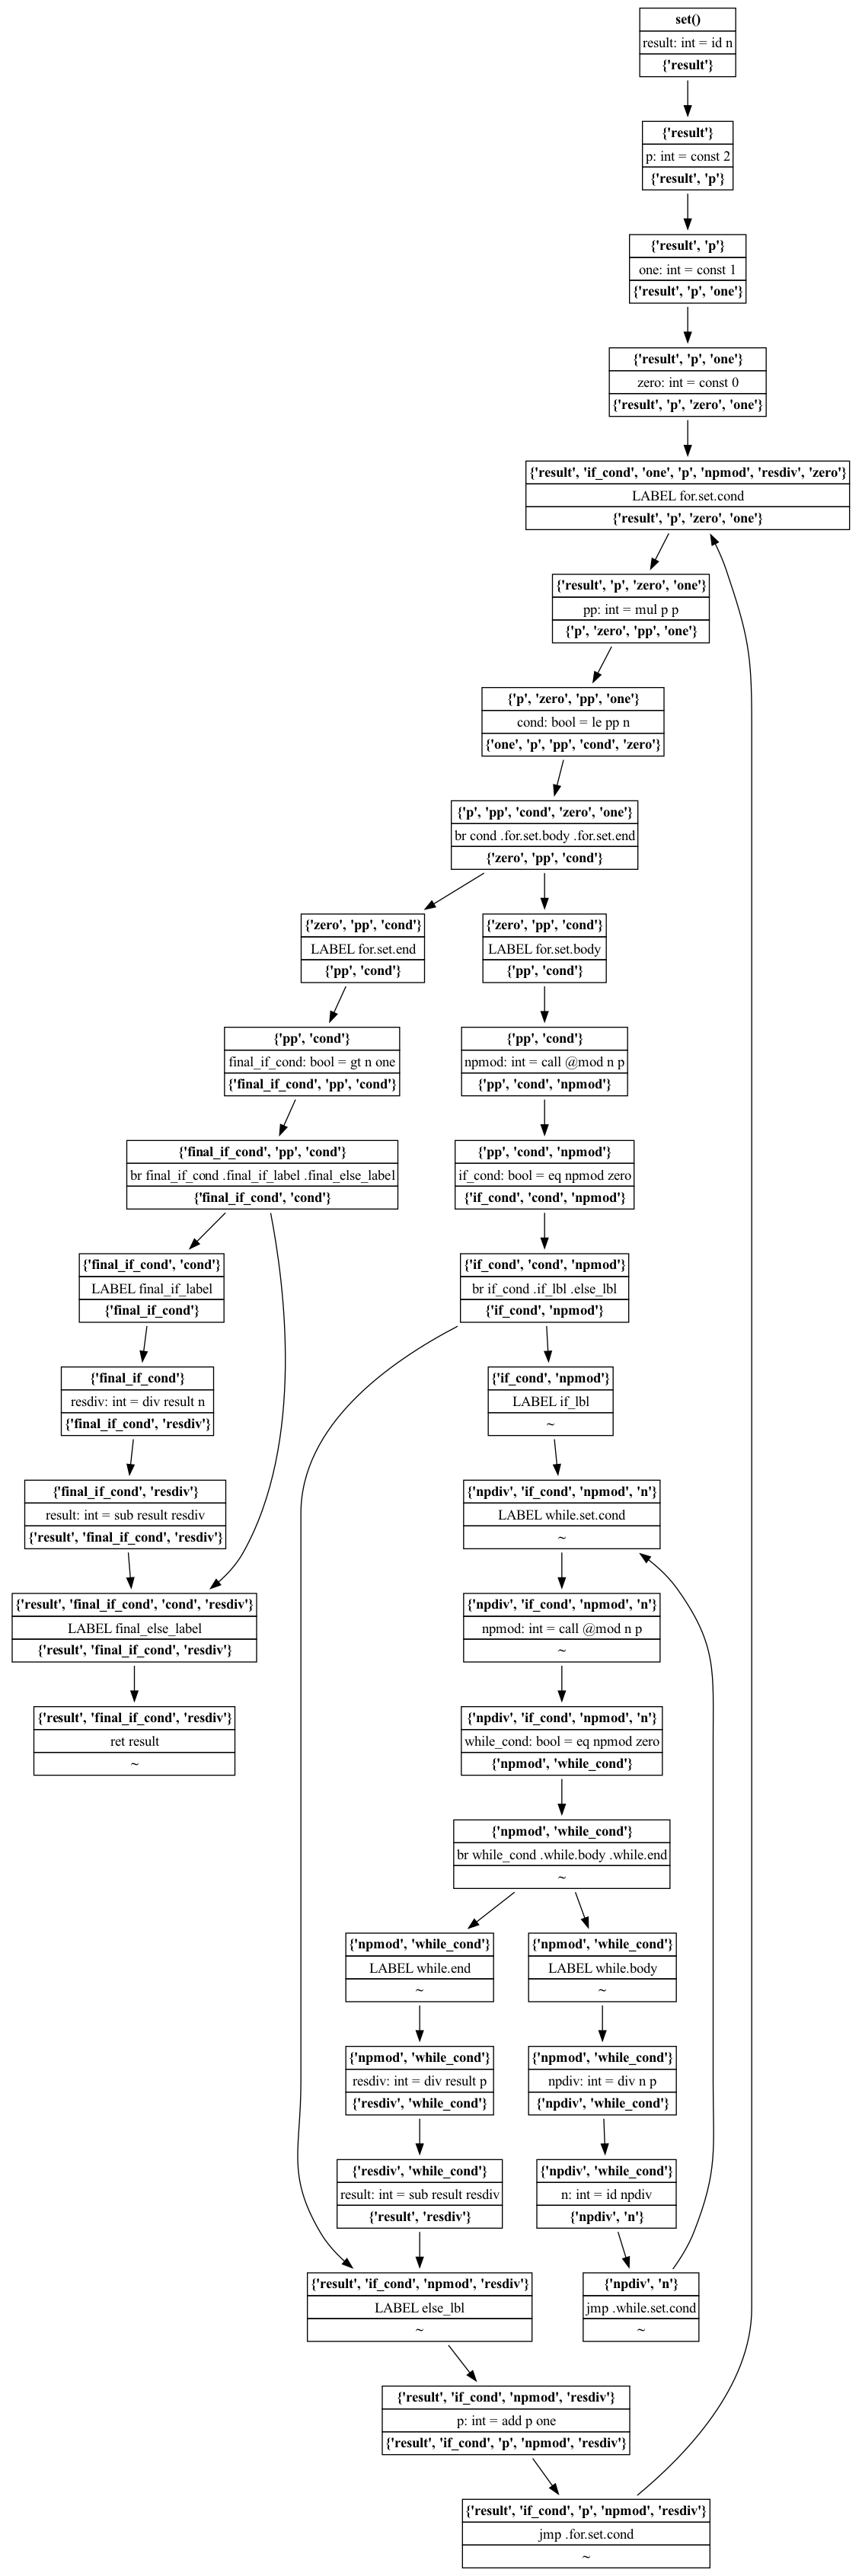 set()
result: int = id n
{'result'}
{'result'}
p: int = const 2
{'result', 'p'}
{'result', 'p'}
one: int = const 1
{'result', 'p', 'one'}
{'result', 'p', 'one'}
zero: int = const 0
{'result', 'p', 'zero', 'one'}
{'result', 'if_cond', 'one', 'p', 'npmod', 'resdiv', 'zero'}
LABEL for.set.cond
{'result', 'p', 'zero', 'one'}
{'result', 'p', 'zero', 'one'}
pp: int = mul p p
{'p', 'zero', 'pp', 'one'}
{'p', 'zero', 'pp', 'one'}
cond: bool = le pp n
{'one', 'p', 'pp', 'cond', 'zero'}
{'p', 'pp', 'cond', 'zero', 'one'}
br cond .for.set.body .for.set.end
{'zero', 'pp', 'cond'}
{'zero', 'pp', 'cond'}
LABEL for.set.end
{'pp', 'cond'}
{'zero', 'pp', 'cond'}
LABEL for.set.body
{'pp', 'cond'}
{'pp', 'cond'}
final_if_cond: bool = gt n one
{'final_if_cond', 'pp', 'cond'}
{'pp', 'cond'}
npmod: int = call @mod n p
{'pp', 'cond', 'npmod'}
{'final_if_cond', 'pp', 'cond'}
br final_if_cond .final_if_label .final_else_label
{'final_if_cond', 'cond'}
{'pp', 'cond', 'npmod'}
if_cond: bool = eq npmod zero
{'if_cond', 'cond', 'npmod'}
{'final_if_cond', 'cond'}
LABEL final_if_label
{'final_if_cond'}
{'if_cond', 'cond', 'npmod'}
br if_cond .if_lbl .else_lbl
{'if_cond', 'npmod'}
{'final_if_cond'}
resdiv: int = div result n
{'final_if_cond', 'resdiv'}
{'if_cond', 'npmod'}
LABEL if_lbl
~
{'final_if_cond', 'resdiv'}
result: int = sub result resdiv
{'result', 'final_if_cond', 'resdiv'}
{'npdiv', 'if_cond', 'npmod', 'n'}
LABEL while.set.cond
~
{'result', 'final_if_cond', 'cond', 'resdiv'}
LABEL final_else_label
{'result', 'final_if_cond', 'resdiv'}
{'npdiv', 'if_cond', 'npmod', 'n'}
npmod: int = call @mod n p
~
{'result', 'final_if_cond', 'resdiv'}
ret result
~
{'npdiv', 'if_cond', 'npmod', 'n'}
while_cond: bool = eq npmod zero
{'npmod', 'while_cond'}
{'npmod', 'while_cond'}
br while_cond .while.body .while.end
~
{'npmod', 'while_cond'}
LABEL while.end
~
{'npmod', 'while_cond'}
LABEL while.body
~
{'npmod', 'while_cond'}
resdiv: int = div result p
{'resdiv', 'while_cond'}
{'npmod', 'while_cond'}
npdiv: int = div n p
{'npdiv', 'while_cond'}
{'resdiv', 'while_cond'}
result: int = sub result resdiv
{'result', 'resdiv'}
{'npdiv', 'while_cond'}
n: int = id npdiv
{'npdiv', 'n'}
{'result', 'if_cond', 'npmod', 'resdiv'}
LABEL else_lbl
~
{'npdiv', 'n'}
jmp .while.set.cond
~
{'result', 'if_cond', 'npmod', 'resdiv'}
p: int = add p one
{'result', 'if_cond', 'p', 'npmod', 'resdiv'}
{'result', 'if_cond', 'p', 'npmod', 'resdiv'}
jmp .for.set.cond
~